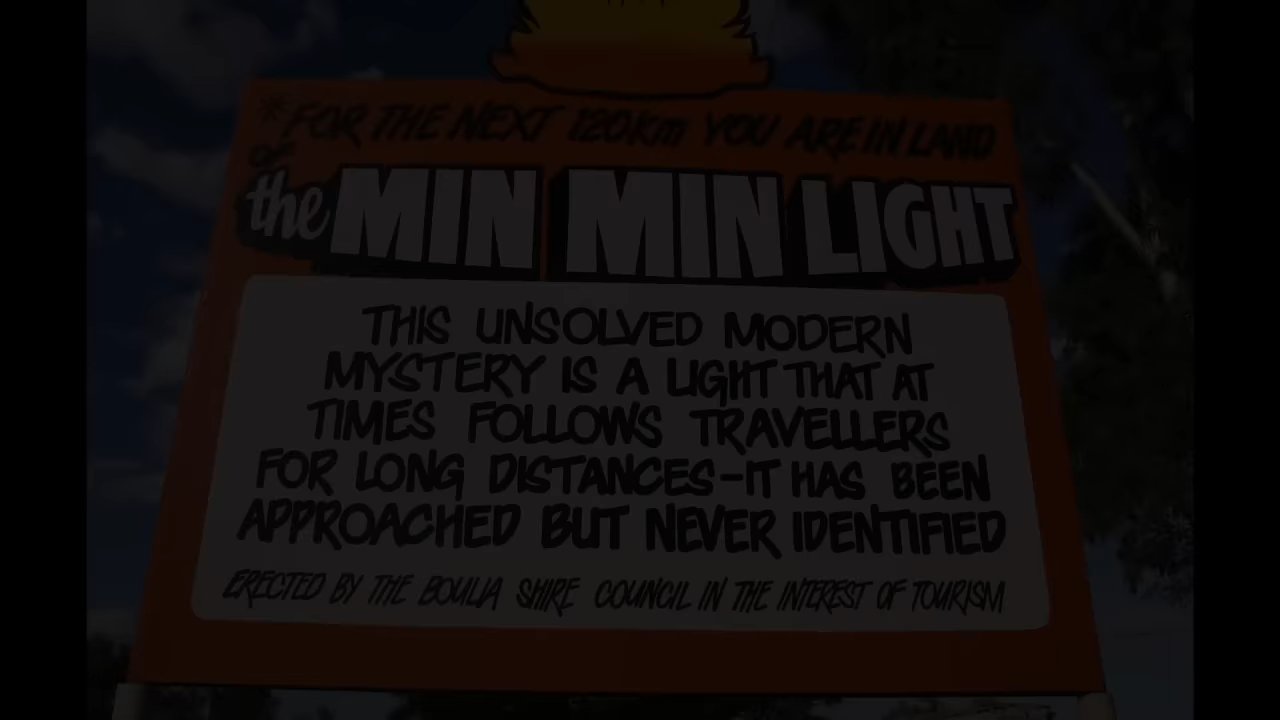 *FOR THE NEXT 120km YOU ARE IN LAND
OF
the MIN MIN LIGHT
THIS UNSOLVED MODERN
MYSTERY IS A LIGHT THAT AT
TIMES FOLLOWS TRAVELLERS
FOR LONG DISTANCES-IT HAS BEEN
APPROACHED BUT NEVER IDENTIFIED
ERECTED BY THE BOULIA SHIRE COUNCIL IN THE INTEREST OF TOURISM